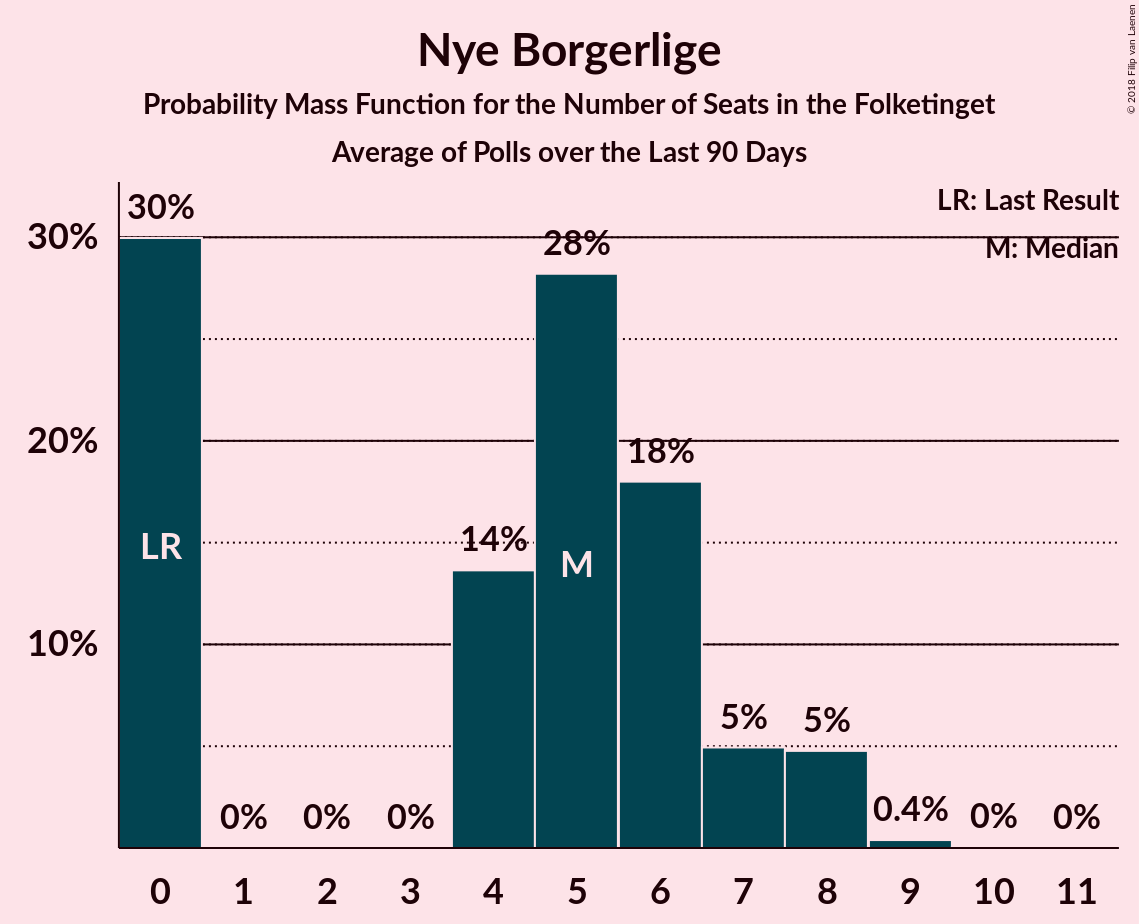 Nye Borgerlige
Probability Mass Function for the Number of Seats in the Folketinget
Average of Polls over the Last 90 Days
© 2018 Filip van Laenen
LR: Last Result
M: Median
30%
20%
10%
30%
0%
0%
0%
14%
28%
18%
5%
5%
0.4%
0%
0%
LR
M
0 1 2 3 4 5 6 7 8 9 10 11